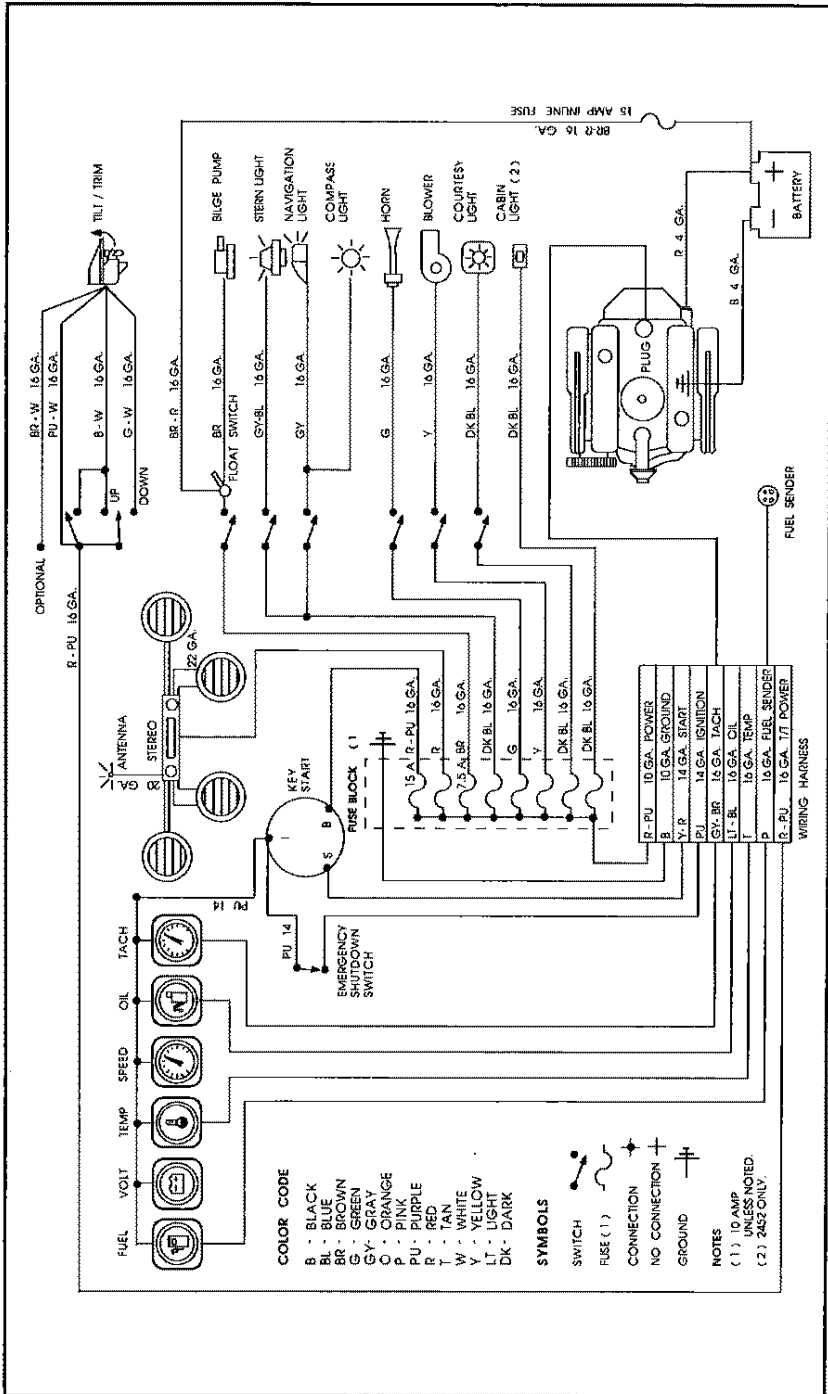 FUEL
VOLT
TEMP
SPEED
OIL
TACH
PU 14
PU 14
EMERGENCY
SHUTDOWN
SWITCH
KEY
START
I
B
S
ANTENNA
20
GA.
STEREO
22 GA.
OPTIONAL
R - PU 16 GA.
UP
DOWN
BR - W 16 GA.
PU - W 16 GA.
B - W 16 GA.
G - W 16 GA.
TILT / TRIM
BR - R 16 GA.
BR 16 GA.
FLOAT SWITCH
GY-BL 16 GA.
GY 16 GA.
G 16 GA.
Y 16 GA.
DK BL 16 GA.
DK BL 16 GA.
BILGE PUMP
STERN LIGHT
NAVIGATION
LIGHT
COMPASS
LIGHT
HORN
BLOWER
COURTESY
LIGHT
CABIN
LIGHT ( 2 )
BR-R 16 GA.
15 AMP INLINE FUSE
FUSE BLOCK ( 1
15 A R - PU 16 GA.
R 16 GA.
7.5 A BR 16 GA.
DK BL 16 GA.
G 16 GA.
Y 16 GA.
DK BL 16 GA.
DK BL 16 GA.
R - PU 10 GA. POWER
B 10 GA. GROUND
Y- R 14 GA. START
PU 14 GA. IGNITION
GY- BR 16 GA. TACH
LT - BL 16 GA. OIL
T 16 GA. TEMP
P 16 GA. FUEL SENDER
R - PU 16 GA. T/T POWER
WIRING HARNESS
FUEL SENDER
PLUG
R 4 GA.
B 4 GA.
+
−
BATTERY
COLOR CODE
B - BLACK
BL - BLUE
BR - BROWN
G - GREEN
GY- GRAY
O - ORANGE
P - PINK
PU - PURPLE
R - RED
T - TAN
W - WHITE
Y - YELLOW
LT - LIGHT
DK - DARK
SYMBOLS
SWITCH
FUSE ( 1 )
CONNECTION
NO CONNECTION
GROUND
NOTES
( 1 ) 10 AMP
UNLESS NOTED.
( 2 ) 2452 ONLY.